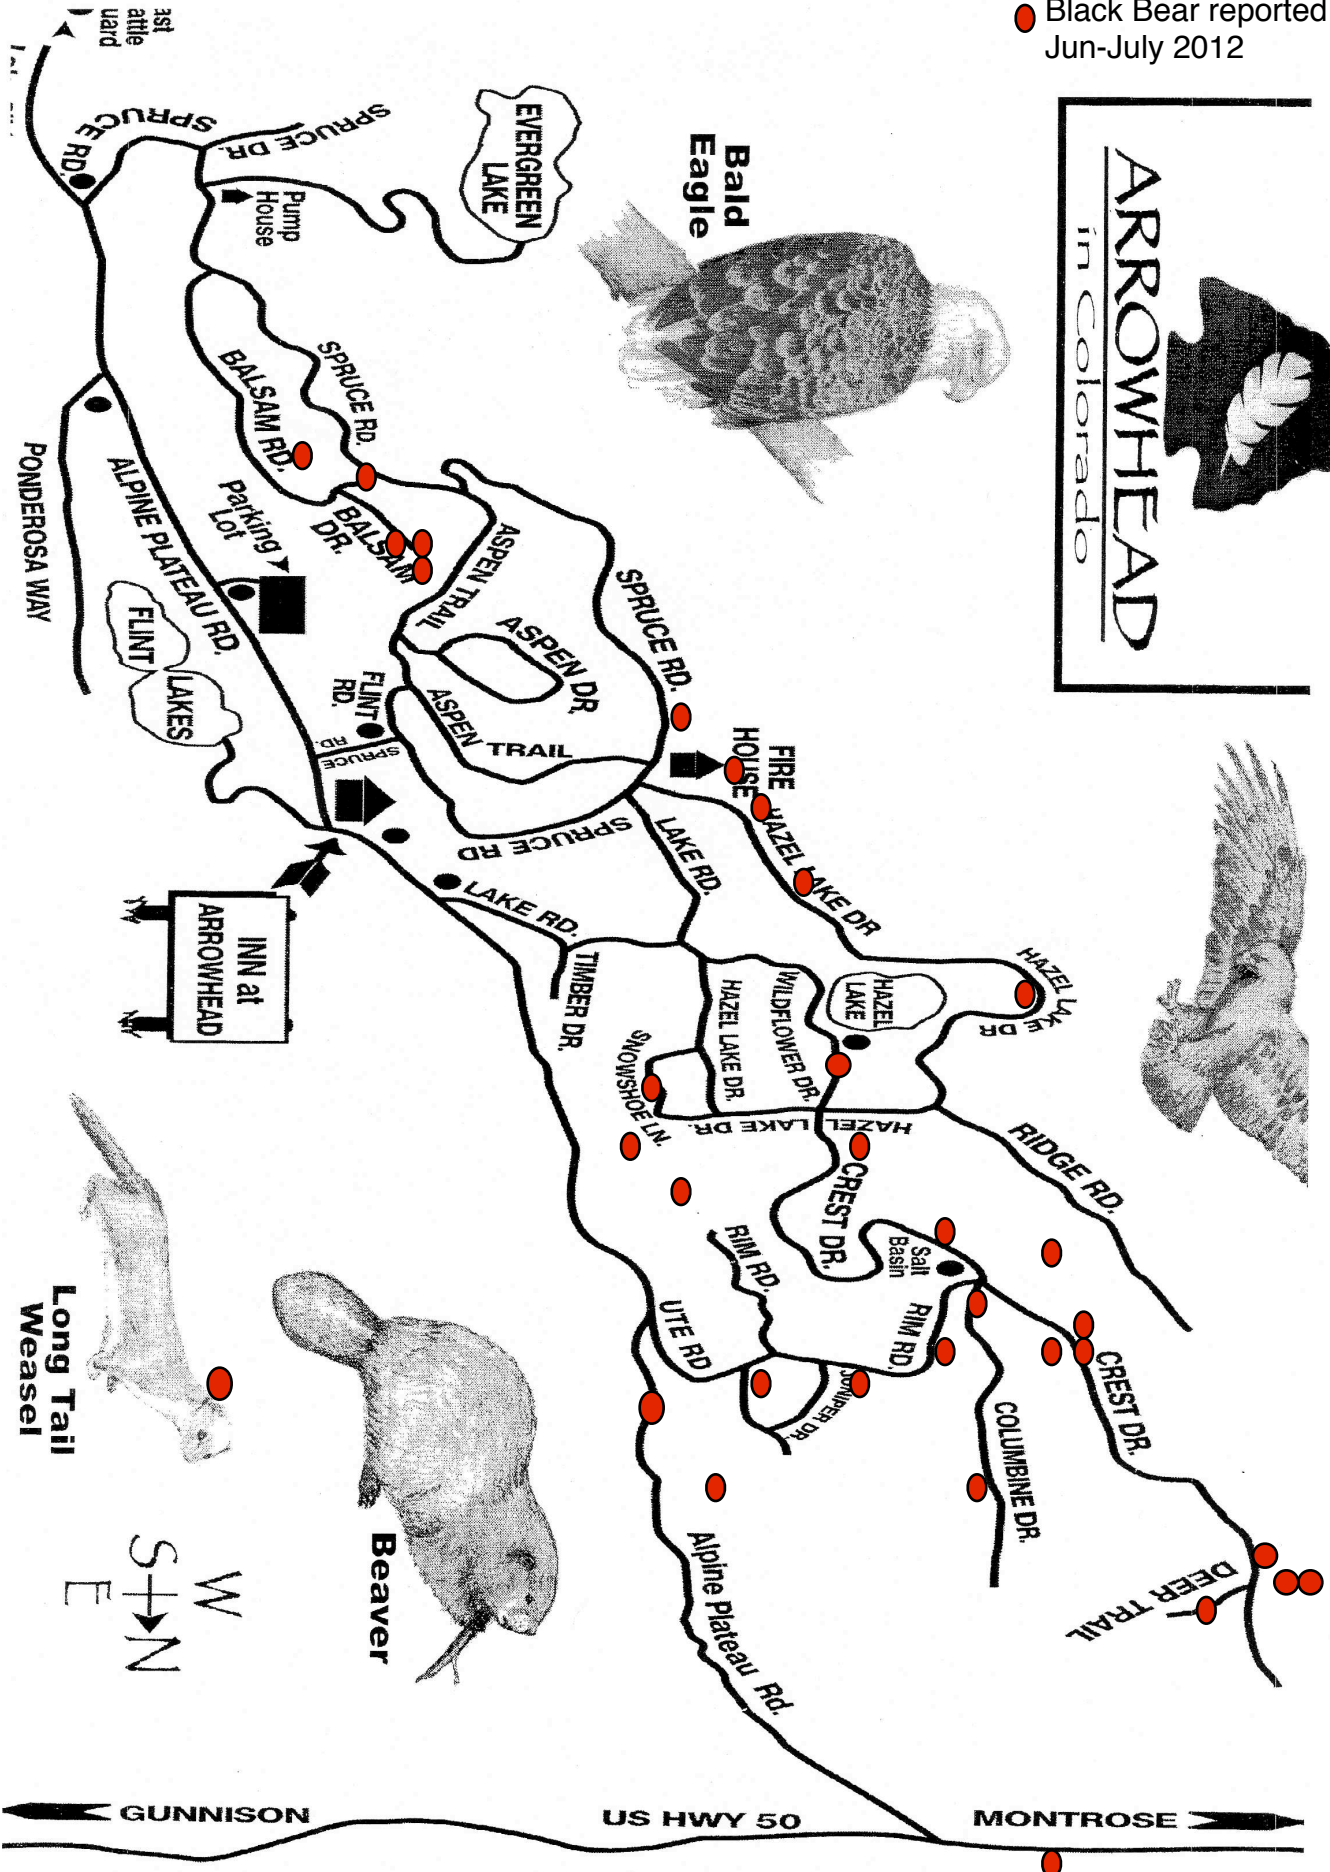 Black Bear reported
Jun-July 2012
ARROWHEAD
in Colorado
Bald
Eagle
EVERGREEN
LAKE
SPRUCE DR.
SPRUCE
SPRUCE RD.
Pump
House
SPRUCE RD.
BALSAM RD.
BALSAM
DR.
Parking
Lot
ALPINE PLATEAU RD.
PONDEROSA WAY
FLINT
LAKES
ASPEN TRAIL
ASPEN DR.
ASPEN
TRAIL
FLINT
RD.
SPRUCE
RD.
SPRUCE RD.
SPRUCE RD
FIRE
HOUSE
HAZEL LAKE DR
LAKE RD.
LAKE RD.
TIMBER DR.
INN at
ARROWHEAD
HAZEL
LAKE
HAZEL LAKE DR
WILDFLOWER DR.
HAZEL LAKE DR.
HAZEL LAKE DR.
SNOWSHOE LN.
RIDGE RD.
CREST DR.
Salt
Basin
RIM RD.
RIM RD.
UTE RD
JUNIPER DR.
CREST DR.
COLUMBINE DR.
DEER TRAIL
Alpine Plateau Rd.
Long Tail
Weasel
Beaver
W
S N
E
GUNNISON
US HWY 50
MONTROSE